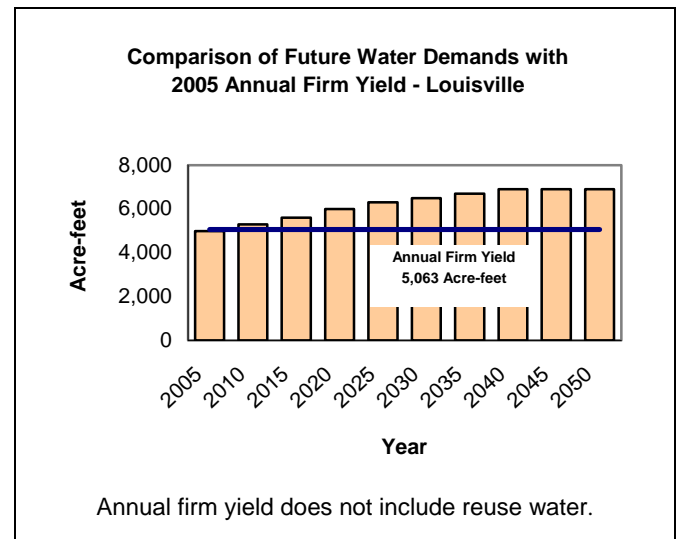 Comparison of Future Water Demands with
2005 Annual Firm Yield - Louisville
8,000
6,000
4,000
2,000
0
Acre-feet
Annual Firm Yield
5,063 Acre-feet
2005
2010
2015
2020
2025
2030
2035
2040
2045
2050
Year
Annual firm yield does not include reuse water.